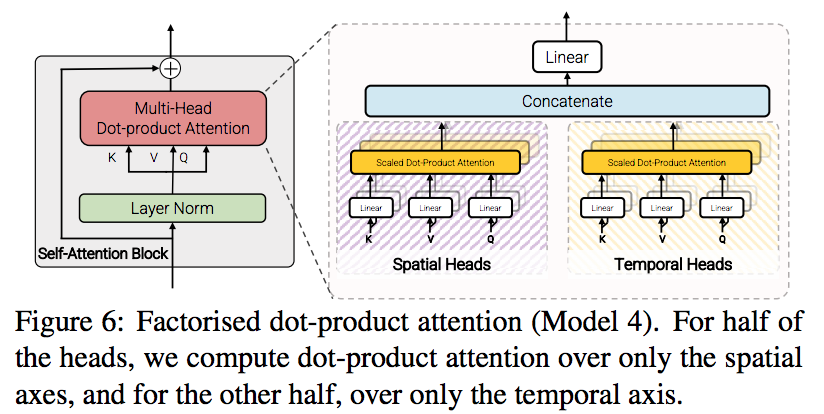 Multi-Head
Dot-product Attention
K V Q
Layer Norm
Self-Attention Block
Linear
Concatenate
Scaled Dot-Product Attention
Linear Linear Linear
K V Q
Spatial Heads
Scaled Dot-Product Attention
Linear Linear Linear
K V Q
Temporal Heads
Figure 6: Factorised dot-product attention (Model 4). For half of
the heads, we compute dot-product attention over only the spatial
axes, and for the other half, over only the temporal axis.